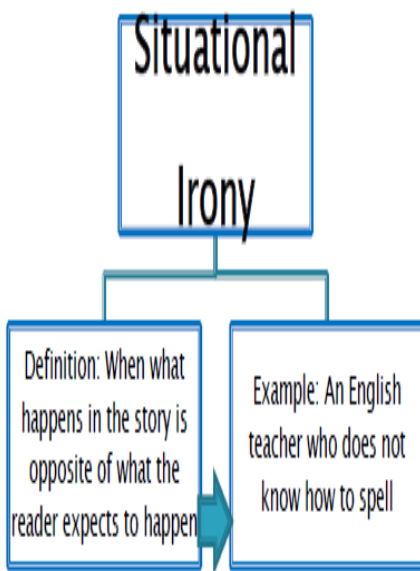 Situational
Irony
Definition: When what
happens in the story is
opposite of what the
reader expects to happen
Example: An English
teacher who does not
know how to spell